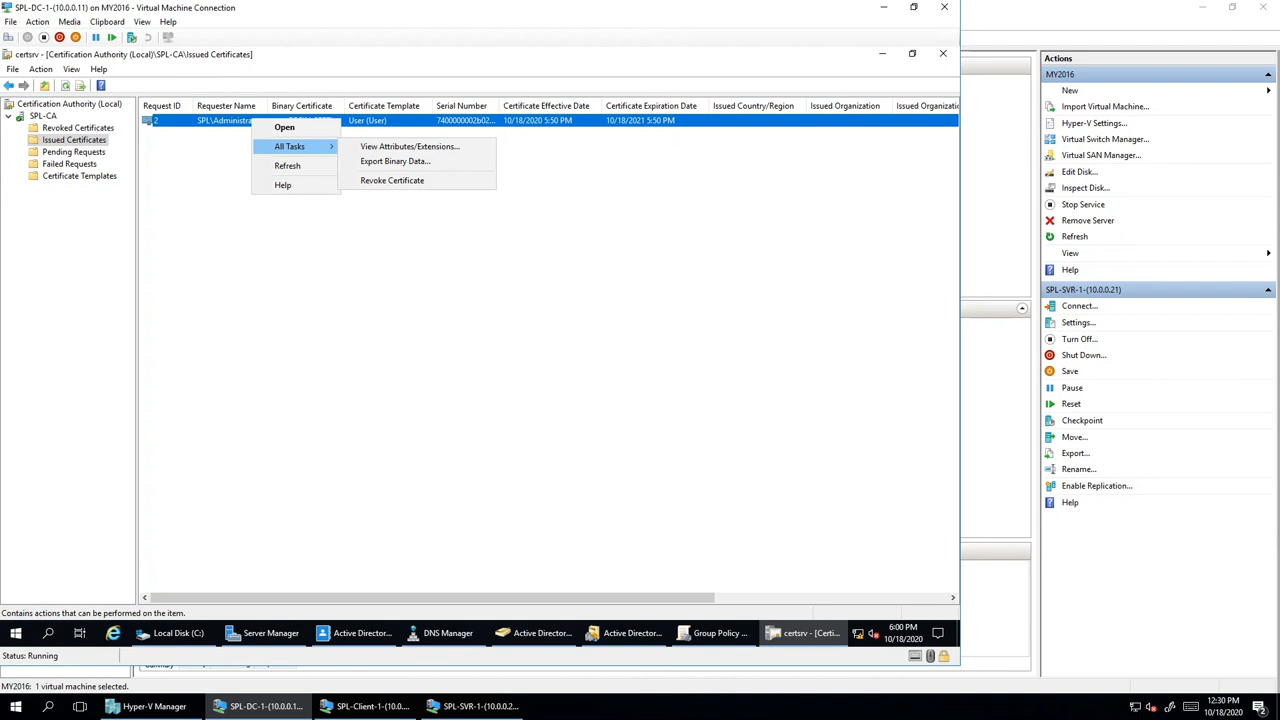 SPL-DC-1-(10.0.0.11) on MY2016 - Virtual Machine Connection
File Action Media Clipboard View Help
certsrv - [Certification Authority (Local)\SPL-CA\Issued Certificates]
File Action View Help
Certification Authority (Local)
SPL-CA
Revoked Certificates
Issued Certificates
Pending Requests
Failed Requests
Certificate Templates
Request ID Requester Name Binary Certificate Certificate Template Serial Number Certificate Effective Date Certificate Expiration Date Issued Country/Region Issued Organization Issued Organizatio
2 SPL\Administra User (User) 7400000002b02... 10/18/2020 5:50 PM 10/18/2021 5:50 PM
Open
All Tasks
Refresh
Help
View Attributes/Extensions...
Export Binary Data...
Revoke Certificate
Contains actions that can be performed on the item.
Local Disk (C:) Server Manager Active Director... DNS Manager Active Director... Active Director... Group Policy ... certsrv - [Certi... 6:00 PM
10/18/2020
Status: Running
Actions
MY2016
New
Import Virtual Machine...
Hyper-V Settings...
Virtual Switch Manager...
Virtual SAN Manager...
Edit Disk...
Inspect Disk...
Stop Service
Remove Server
Refresh
View
Help
SPL-SVR-1-(10.0.0.21)
Connect...
Settings...
Turn Off...
Shut Down...
Save
Pause
Reset
Checkpoint
Move...
Export...
Rename...
Enable Replication...
Help
MY2016: 1 virtual machine selected.
Hyper-V Manager SPL-DC-1-(10.0.0.1... SPL-Client-1-(10.0.0... SPL-SVR-1-(10.0.0.2... 12:30 PM
10/18/2020 2